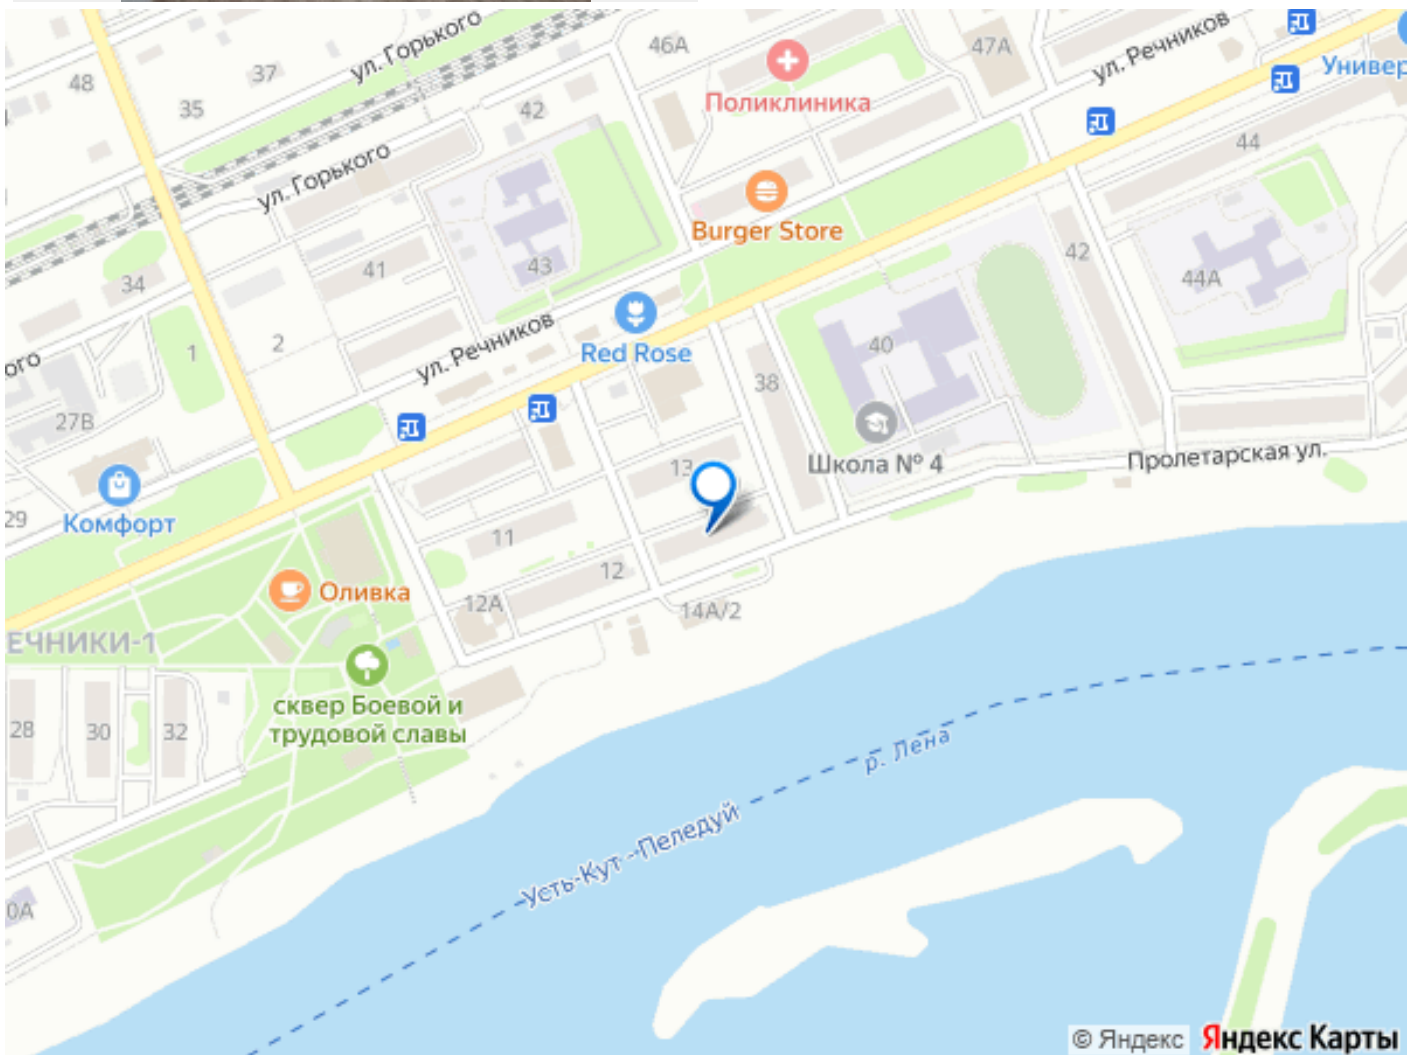 ул. Горького
46А
47А
ул. Речников
Универ
48
37
35
42
Поликлиника
44
ул. Горького
Burger Store
41
43
42
44А
34
ого
1
2
ул. Речников
Red Rose
40
38
27В
Комфорт
29
13
Школа № 4
Пролетарская ул.
11
12
Оливка
12А
14А/2
ЕЧНИКИ-1
сквер Боевой и
трудовой славы
28
30
32
р. Лена
Усть-Кут - Пеледуй
0А
© Яндекс Яндекс Карты